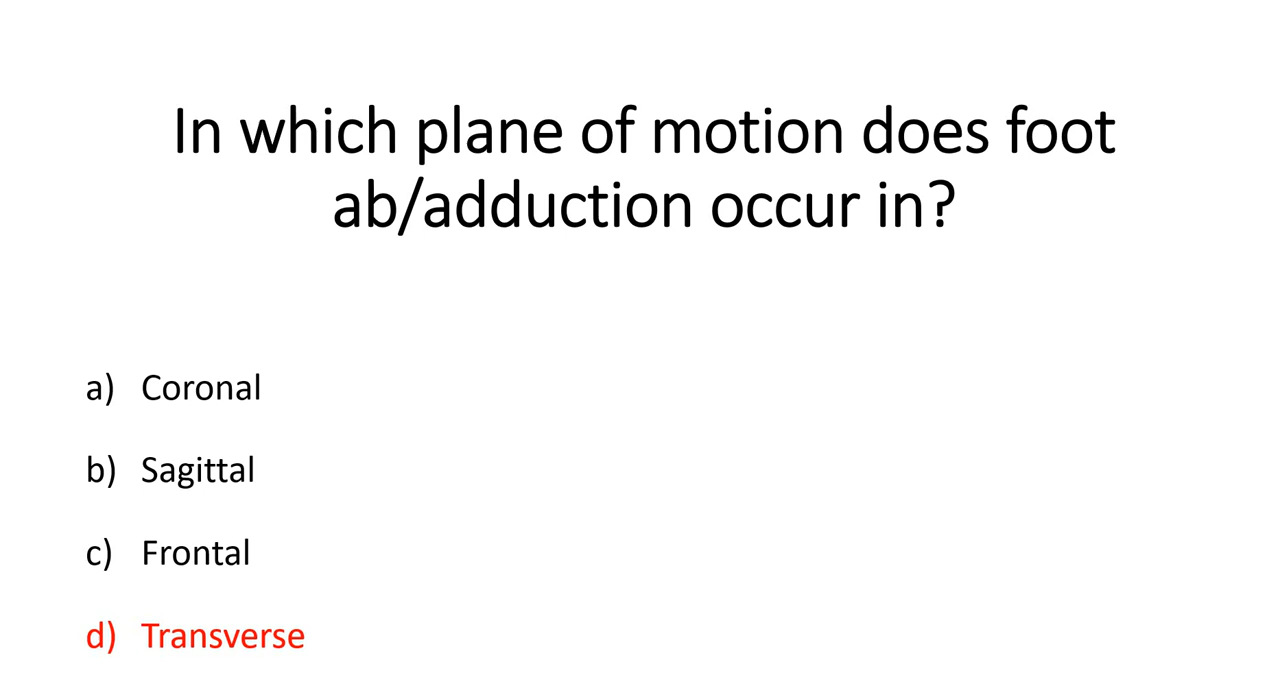 In which plane of motion does foot
ab/adduction occur in?
a) Coronal
b) Sagittal
c) Frontal
d) Transverse